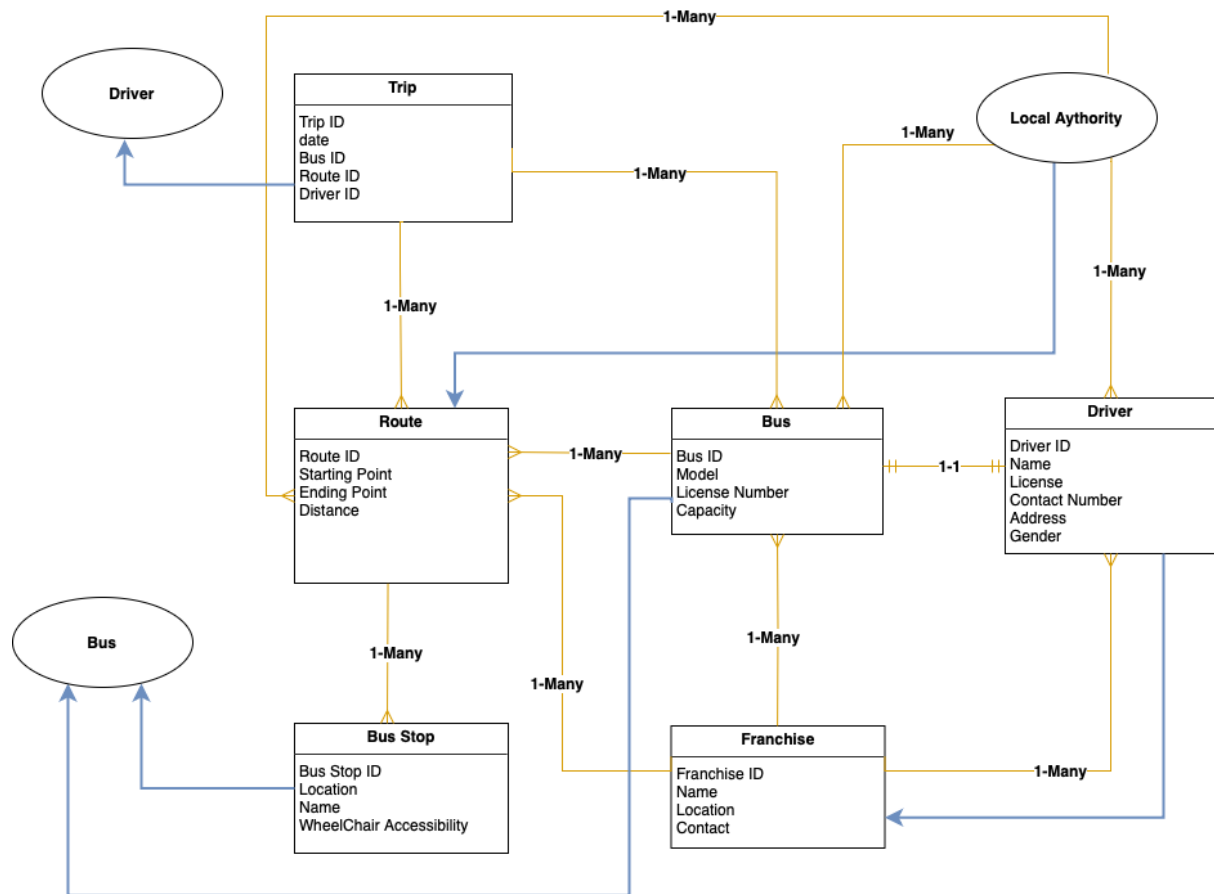 1-Many
Driver
Trip
Trip ID
date
Bus ID
Route ID
Driver ID
Local Aythority
1-Many
1-Many
1-Many
1-Many
Route
Route ID
Starting Point
Ending Point
Distance
1-Many
Bus
Bus ID
Model
License Number
Capacity
1-1
Driver
Driver ID
Name
License
Contact Number
Address
Gender
Bus
1-Many
1-Many
1-Many
Bus Stop
Bus Stop ID
Location
Name
WheelChair Accessibility
Franchise
Franchise ID
Name
Location
Contact
1-Many